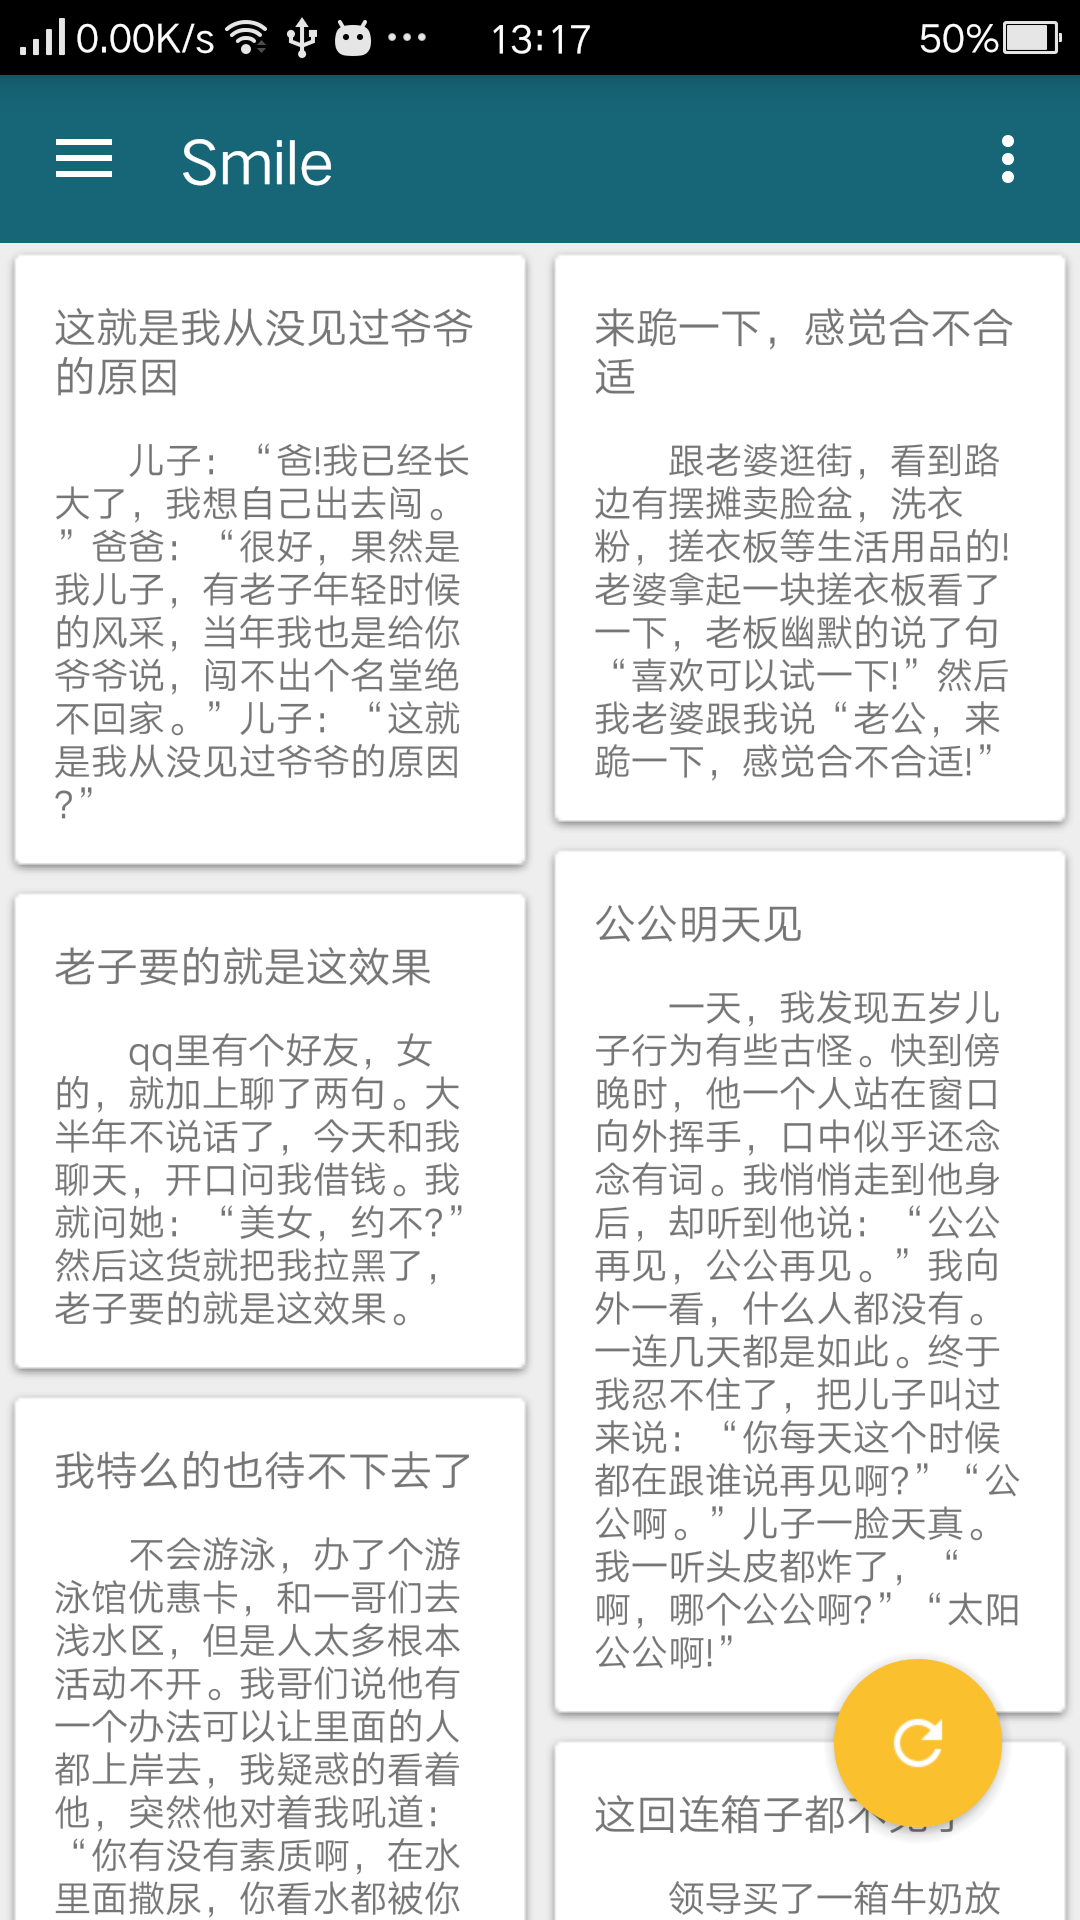 0.00K/s
13:17
50%
Smile
这就是我从没见过爷爷
的原因
儿子：“爸!我已经长
大了，我想自己出去闯。
”爸爸：“很好，果然是
我儿子，有老子年轻时候
的风采，当年我也是给你
爷爷说，闯不出个名堂绝
不回家。”儿子：“这就
是我从没见过爷爷的原因
?”
老子要的就是这效果
qq里有个好友，女
的，就加上聊了两句。大
半年不说话了，今天和我
聊天，开口问我借钱。我
就问她：“美女，约不?”
然后这货就把我拉黑了，
老子要的就是这效果。
我特么的也待不下去了
不会游泳，办了个游
泳馆优惠卡，和一哥们去
浅水区，但是人太多根本
活动不开。我哥们说他有
一个办法可以让里面的人
都上岸去，我疑惑的看着
他，突然他对着我吼道：
“你有没有素质啊，在水
里面撒尿，你看水都被你
来跪一下，感觉合不合
适
跟老婆逛街，看到路
边有摆摊卖脸盆，洗衣
粉，搓衣板等生活用品的!
老婆拿起一块搓衣板看了
一下，老板幽默的说了句
“喜欢可以试一下!”然后
我老婆跟我说“老公，来
跪一下，感觉合不合适!”
公公明天见
一天，我发现五岁儿
子行为有些古怪。快到傍
晚时，他一个人站在窗口
向外挥手，口中似乎还念
念有词。我悄悄走到他身
后，却听到他说：“公公
再见，公公再见。”我向
外一看，什么人都没有。
一连几天都是如此。终于
我忍不住了，把儿子叫过
来说：“你每天这个时候
都在跟谁说再见啊?”“公
公啊。”儿子一脸天真。
我一听头皮都炸了，“
啊，哪个公公啊?”“太阳
公公啊!”
这回连箱子都不见了
领导买了一箱牛奶放